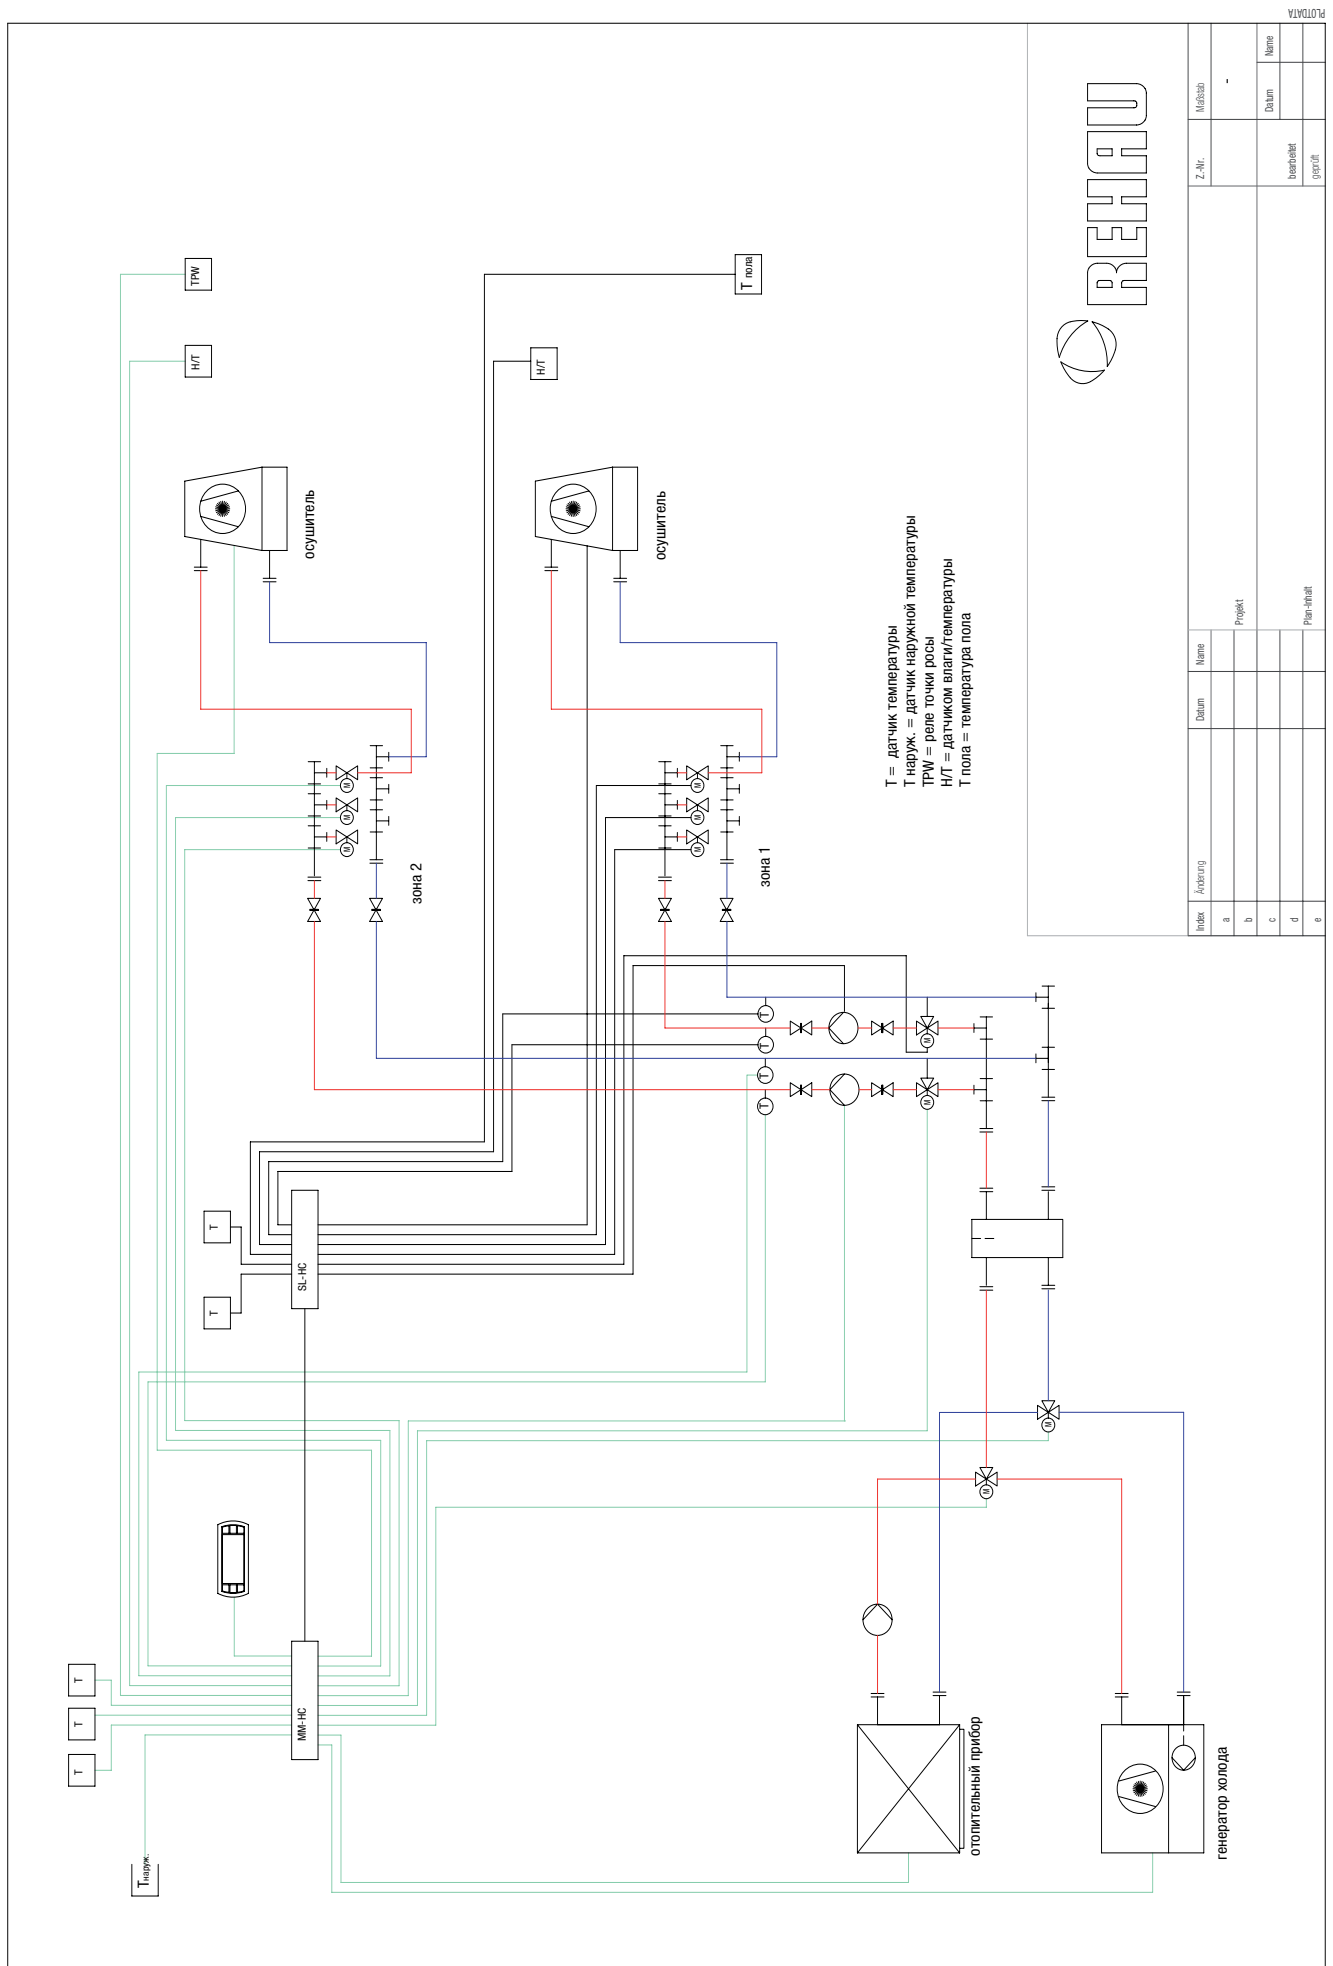 PLOTDATA
TPW
H/T
осушитель
зона 2
T пола
H/T
осушитель
зона 1
T = датчик температуры
T наруж. = датчик наружной температуры
TPW = реле точки росы
H/T = датчиком влаги/температуры
T пола = температура пола
T
T
T
T
M
M
M
M
M
M
M
M
M
M
T
T
SL-HC
T
T
T
MM-HC
Tнаруж.
отопительный прибор
генератор холода
REHAU
Index
Änderung
Datum
Name
a
b
c
d
e
Projekt
Plan-Inhalt
Z.-Nr.
Maßstab
-
Datum
Name
bearbeitet
geprüft